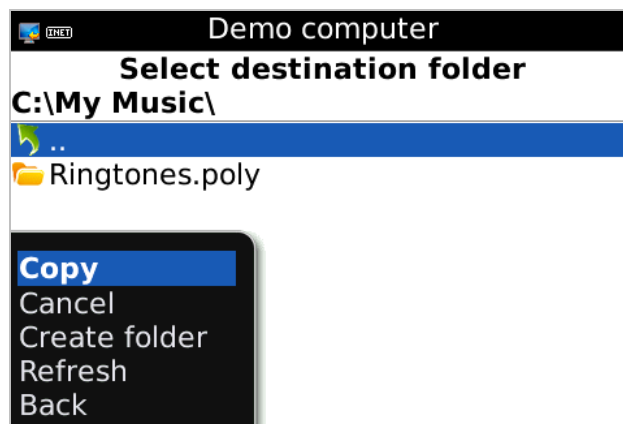 INET
Demo computer
Select destination folder
C:\My Music\
..
Ringtones.poly
Copy
Cancel
Create folder
Refresh
Back